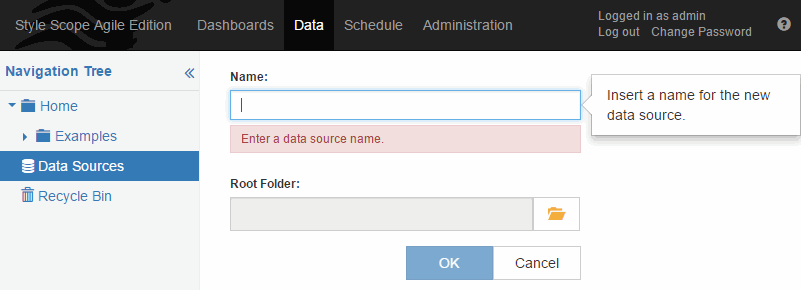 Style Scope Agile Edition Dashboards Data Schedule Administration
Logged in as admin
Log out Change Password
?
Navigation Tree
Home
Examples
Data Sources
Recycle Bin
Name:
Insert a name for the new
data source.
Enter a data source name.
Root Folder:
OK Cancel